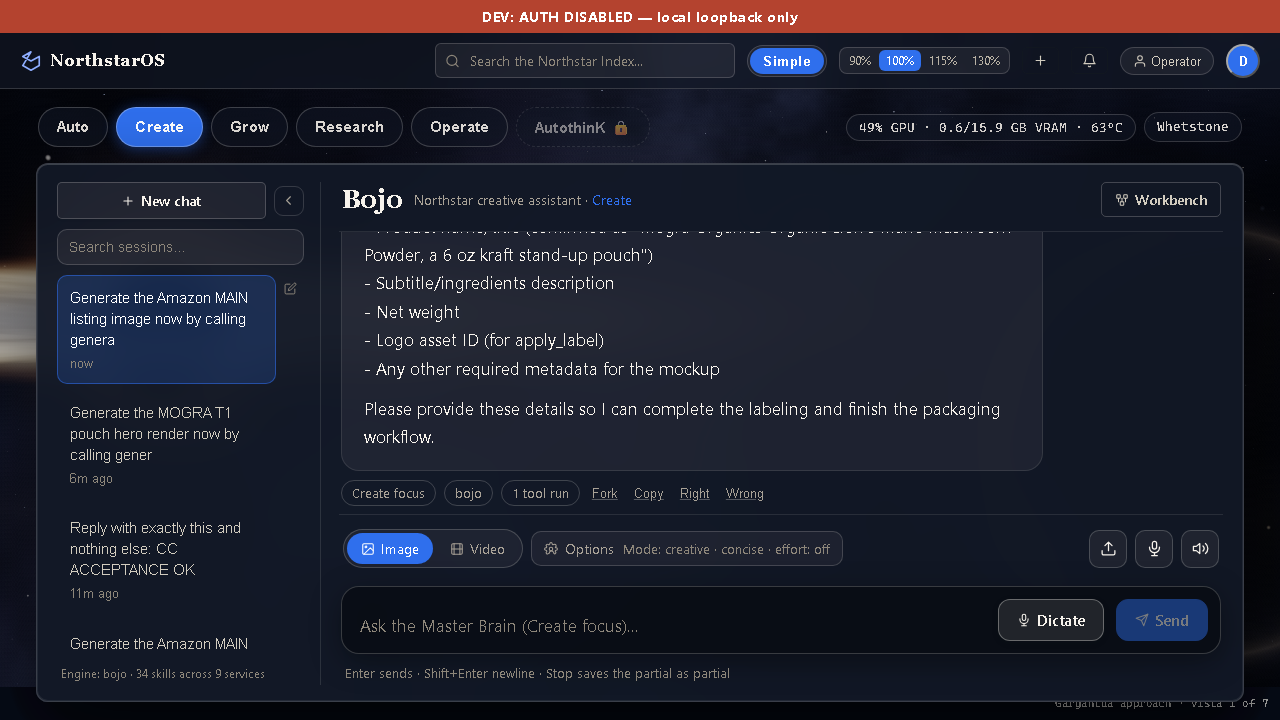 DEV: AUTH DISABLED — local loopback only
NorthstarOS
Search the Northstar Index...
Simple
90% 100% 115% 130%
Operator
D
Auto
Create
Grow
Research
Operate
AutothinK
49% GPU · 0.6/15.9 GB VRAM · 63°C
Whetstone
New chat
Search sessions...
Generate the Amazon MAIN
listing image now by calling
genera
now
Generate the MOGRA T1
pouch hero render now by
calling gener
6m ago
Reply with exactly this and
nothing else: CC
ACCEPTANCE OK
11m ago
Generate the Amazon MAIN
Engine: bojo · 34 skills across 9 services
Bojo
Northstar creative assistant · Create
Workbench
Powder, a 6 oz kraft stand-up pouch")
- Subtitle/ingredients description
- Net weight
- Logo asset ID (for apply_label)
- Any other required metadata for the mockup
Please provide these details so I can complete the labeling and finish the packaging
workflow.
Create focus
bojo
1 tool run
Fork
Copy
Right
Wrong
Image
Video
Options Mode: creative · concise · effort: off
Ask the Master Brain (Create focus)...
Dictate
Send
Enter sends · Shift+Enter newline · Stop saves the partial as partial
Gargantua approach · vista 1 of 7